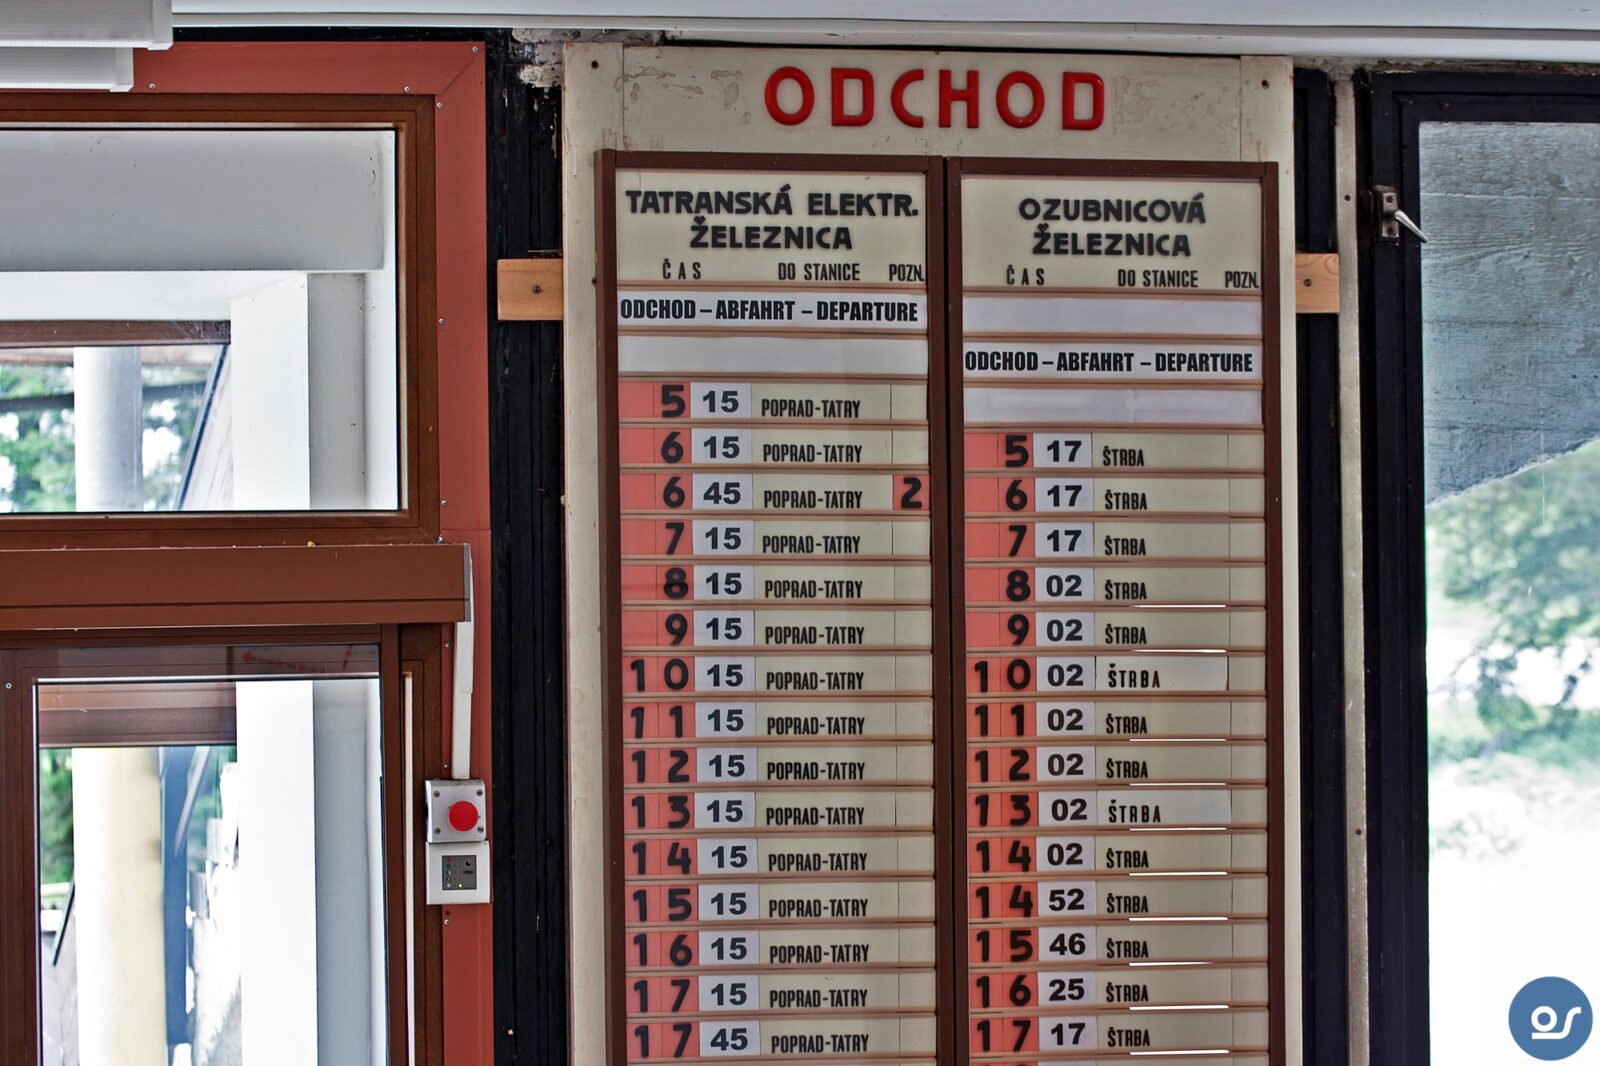 ODCHOD
TATRANSKÁ ELEKTR.
ŽELEZNICA
ČAS DO STANICE POZN.
ODCHOD – ABFAHRT – DEPARTURE
5 15 POPRAD-TATRY
6 15 POPRAD-TATRY
6 45 POPRAD-TATRY 2
7 15 POPRAD-TATRY
8 15 POPRAD-TATRY
9 15 POPRAD-TATRY
10 15 POPRAD-TATRY
11 15 POPRAD-TATRY
12 15 POPRAD-TATRY
13 15 POPRAD-TATRY
14 15 POPRAD-TATRY
15 15 POPRAD-TATRY
16 15 POPRAD-TATRY
17 15 POPRAD-TATRY
17 45 POPRAD-TATRY
OZUBNICOVÁ
ŽELEZNICA
ČAS DO STANICE POZN.
ODCHOD – ABFAHRT – DEPARTURE
5 17 ŠTRBA
6 17 ŠTRBA
7 17 ŠTRBA
8 02 ŠTRBA
9 02 ŠTRBA
10 02 ŠTRBA
11 02 ŠTRBA
12 02 ŠTRBA
13 02 ŠTRBA
14 02 ŠTRBA
14 52 ŠTRBA
15 46 ŠTRBA
16 25 ŠTRBA
17 17 ŠTRBA